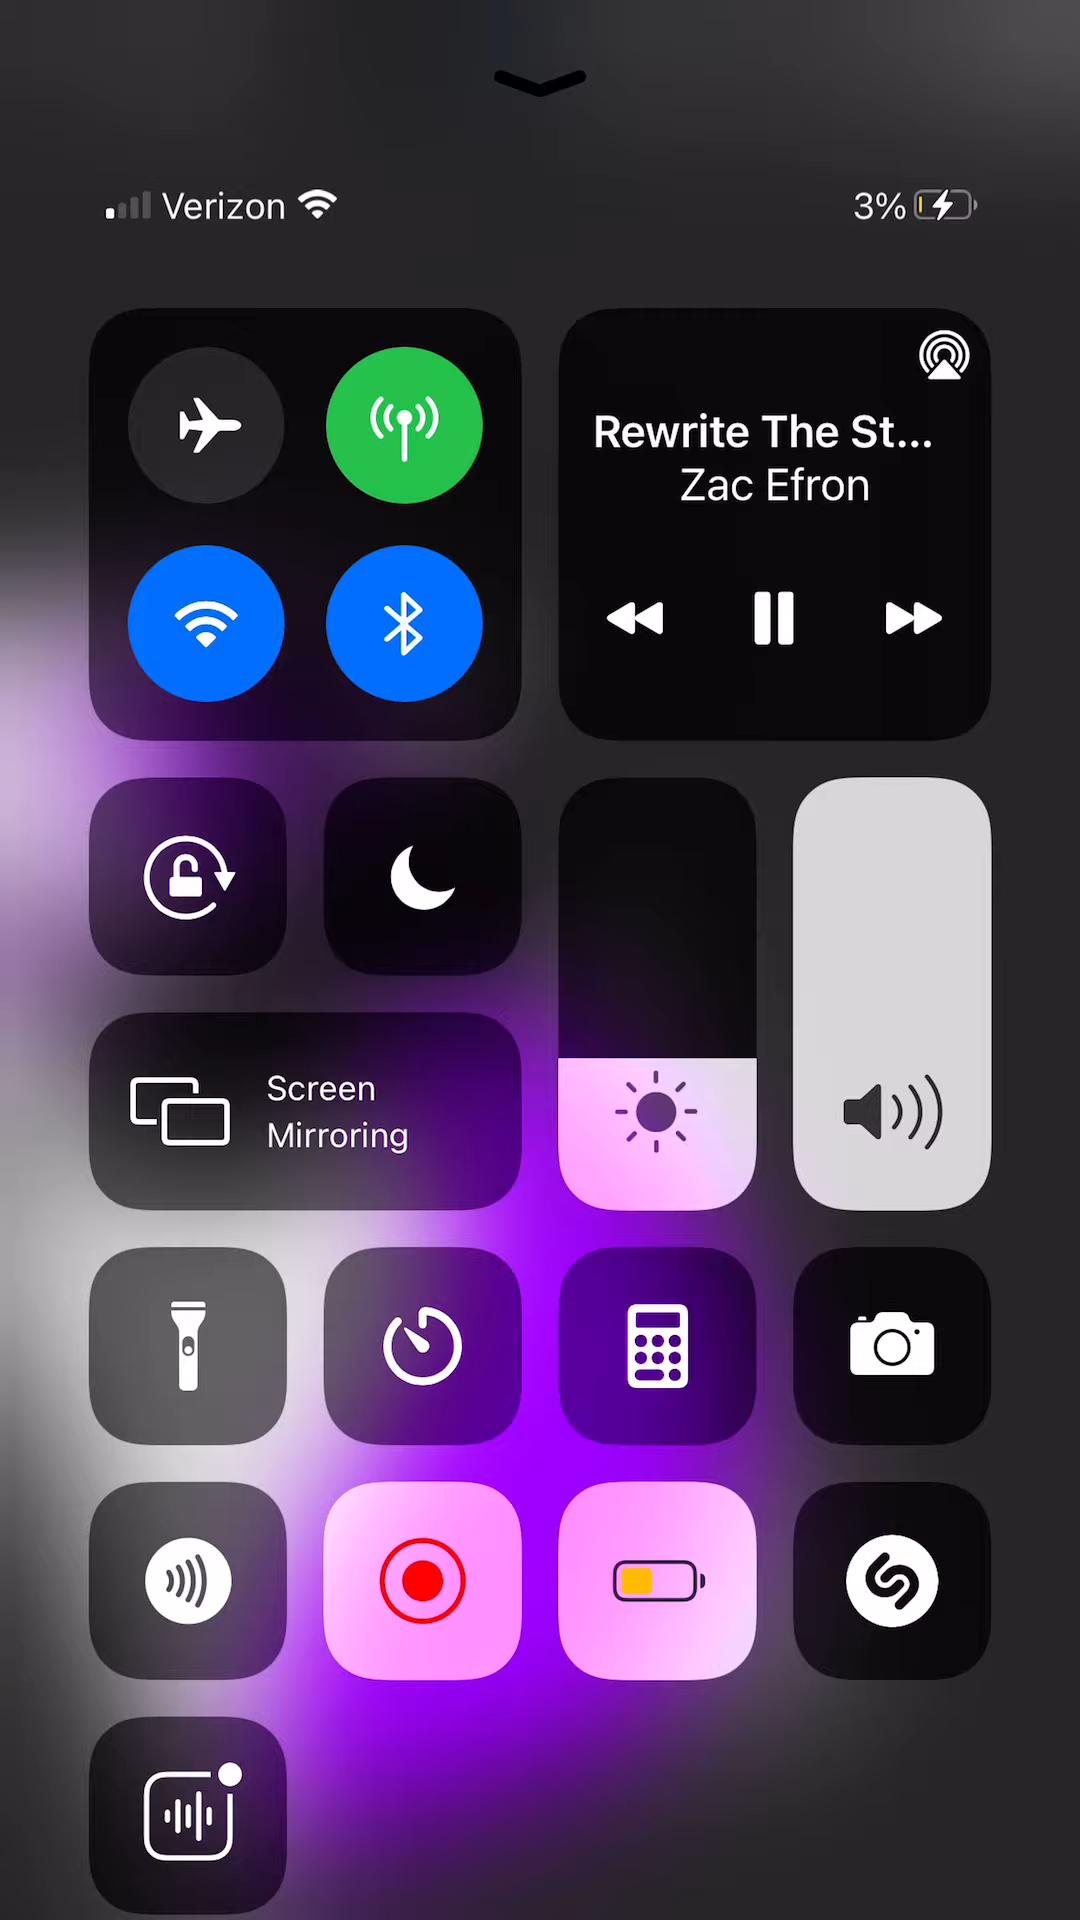 Verizon
3%
Rewrite The St...
Zac Efron
Screen
Mirroring